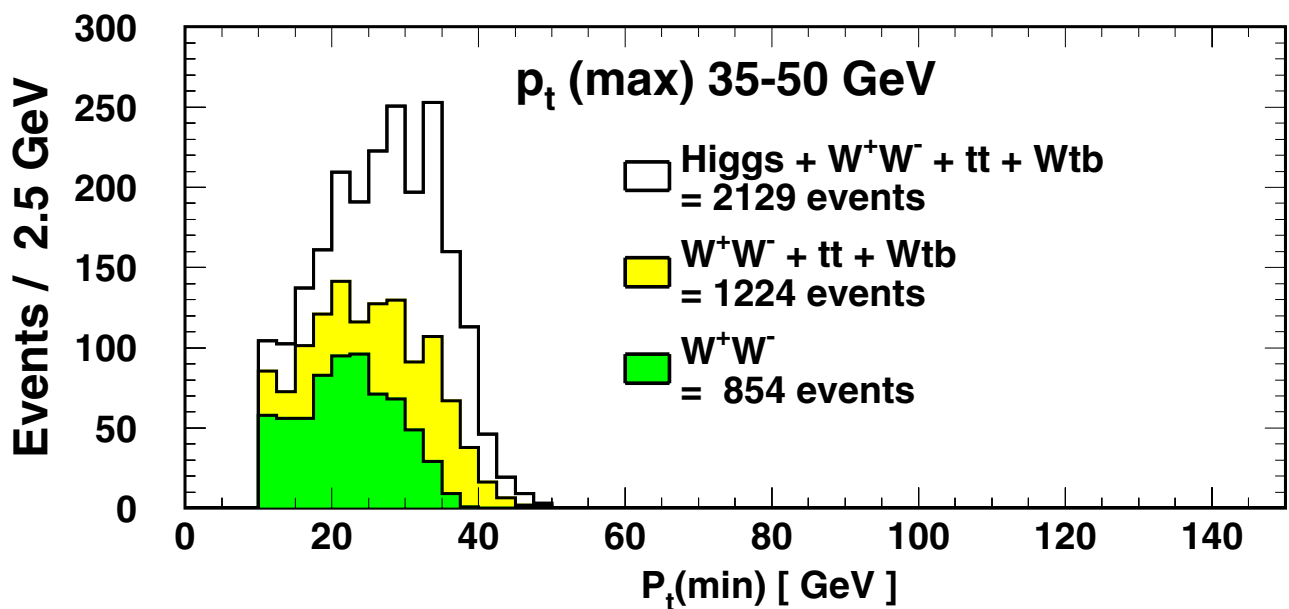 300
250
200
150
100
50
0
Events / 2.5 GeV
pt (max) 35-50 GeV
Higgs + W+W- + tt + Wtb
= 2129 events
W+W- + tt + Wtb
= 1224 events
W+W-
= 854 events
0 20 40 60 80 100 120 140
Pt(min) [ GeV ]